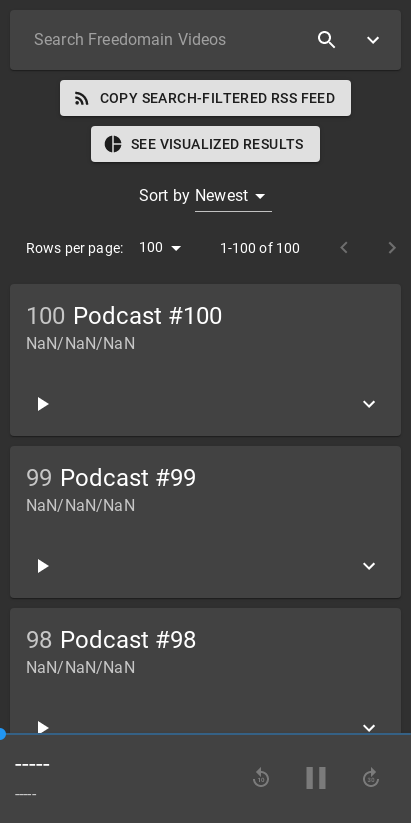 Search Freedomain Videos
COPY SEARCH-FILTERED RSS FEED
SEE VISUALIZED RESULTS
Sort by Newest
Rows per page: 100 1-100 of 100
100 Podcast #100
NaN/NaN/NaN
99 Podcast #99
NaN/NaN/NaN
98 Podcast #98
NaN/NaN/NaN
-----
-----
10 10